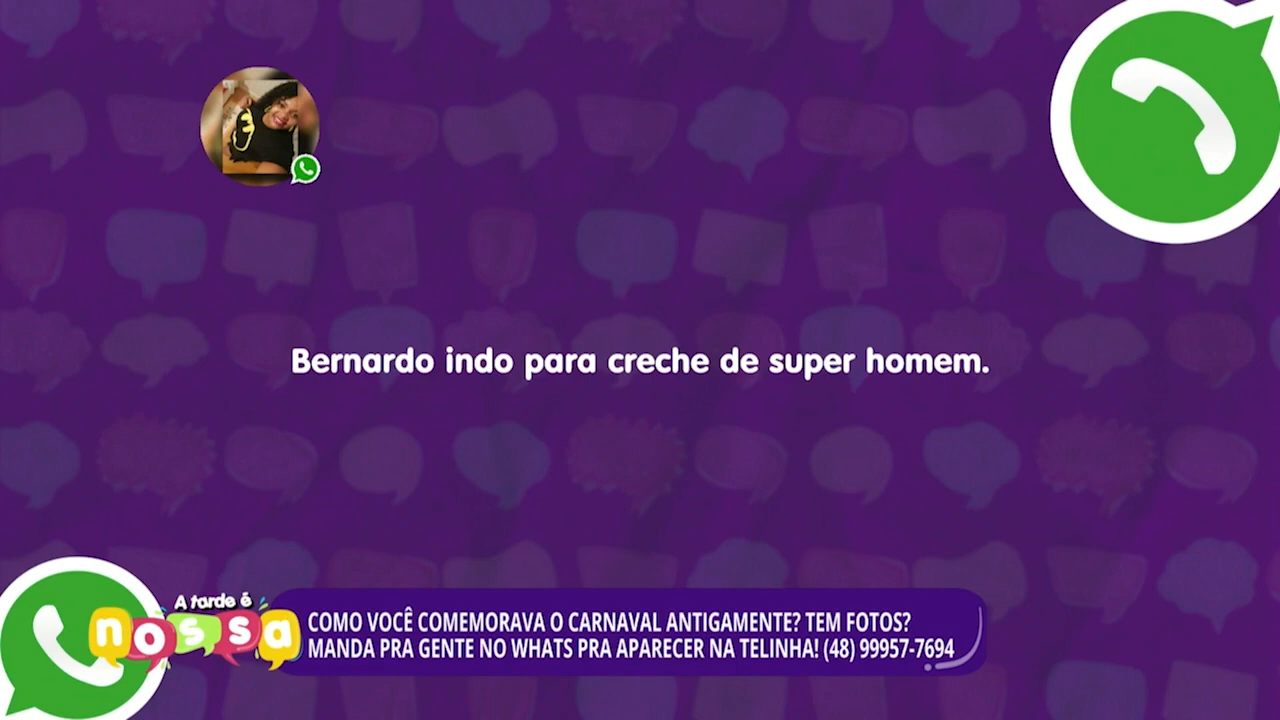 Bernardo indo para creche de super homem.
A tarde é
nossa
COMO VOCÊ COMEMORAVA O CARNAVAL ANTIGAMENTE? TEM FOTOS?
MANDA PRA GENTE NO WHATS PRA APARECER NA TELINHA! (48) 99957-7694